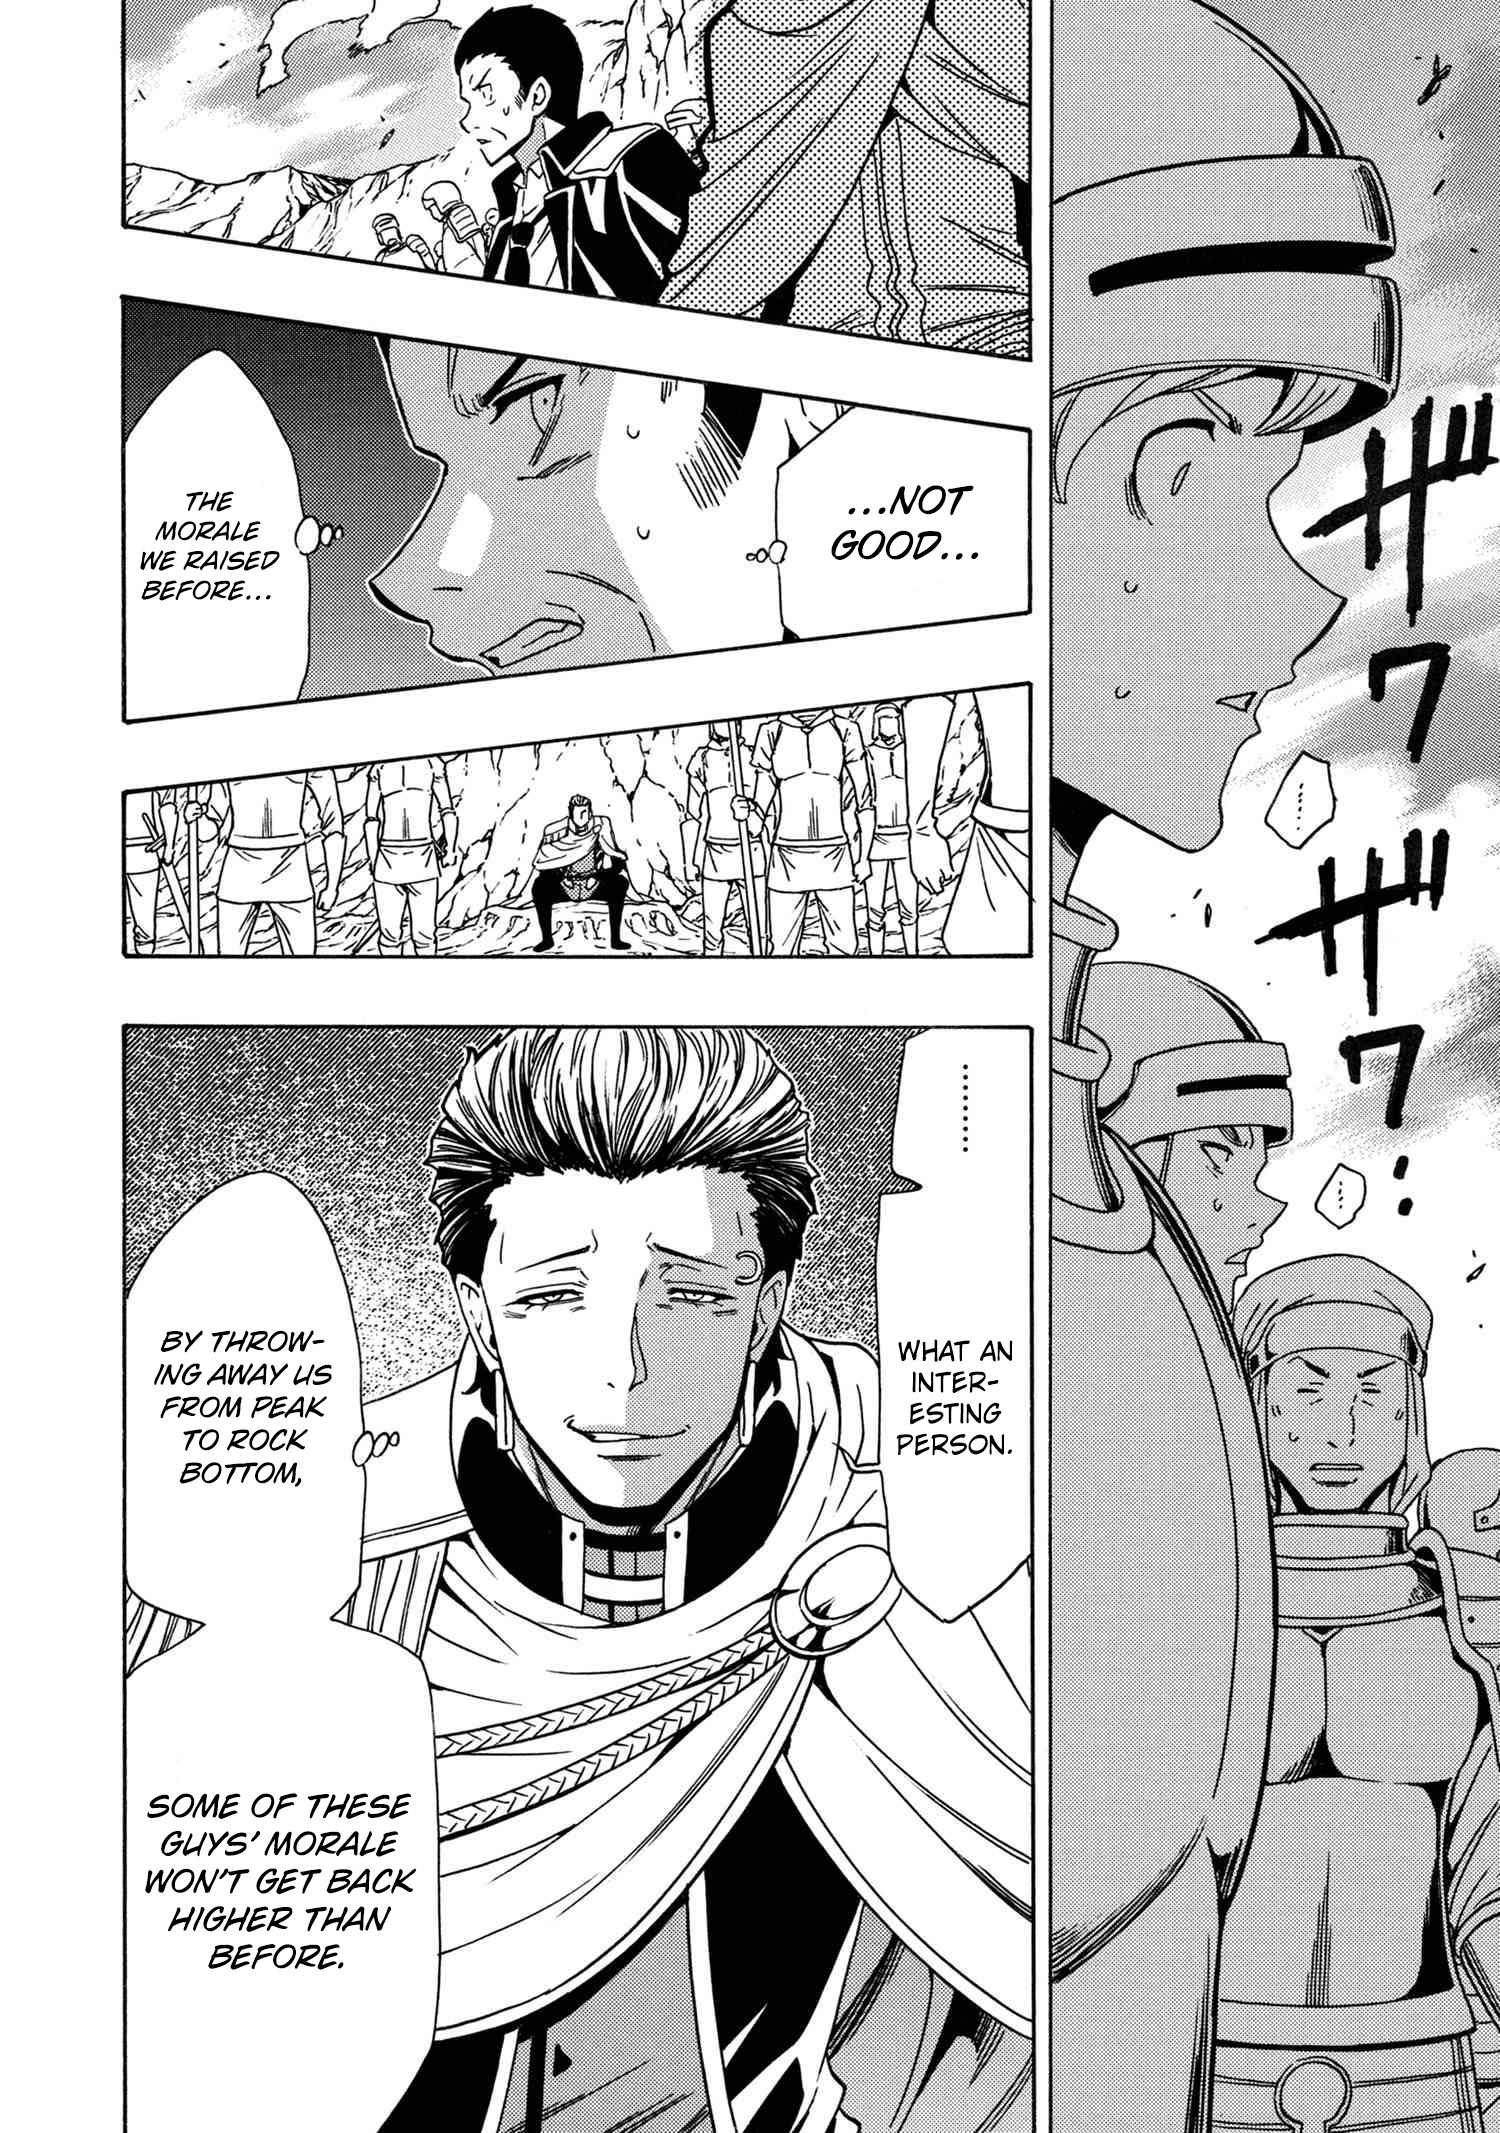 ザワ
ザワ…
……
……
…NOT
GOOD…
THE
MORALE
WE RAISED
BEFORE…
………
WHAT AN
INTER-
ESTING
PERSON.
BY THROW-
ING AWAY US
FROM PEAK
TO ROCK
BOTTOM,
SOME OF THESE
GUYS' MORALE
WON'T GET BACK
HIGHER THAN
BEFORE.